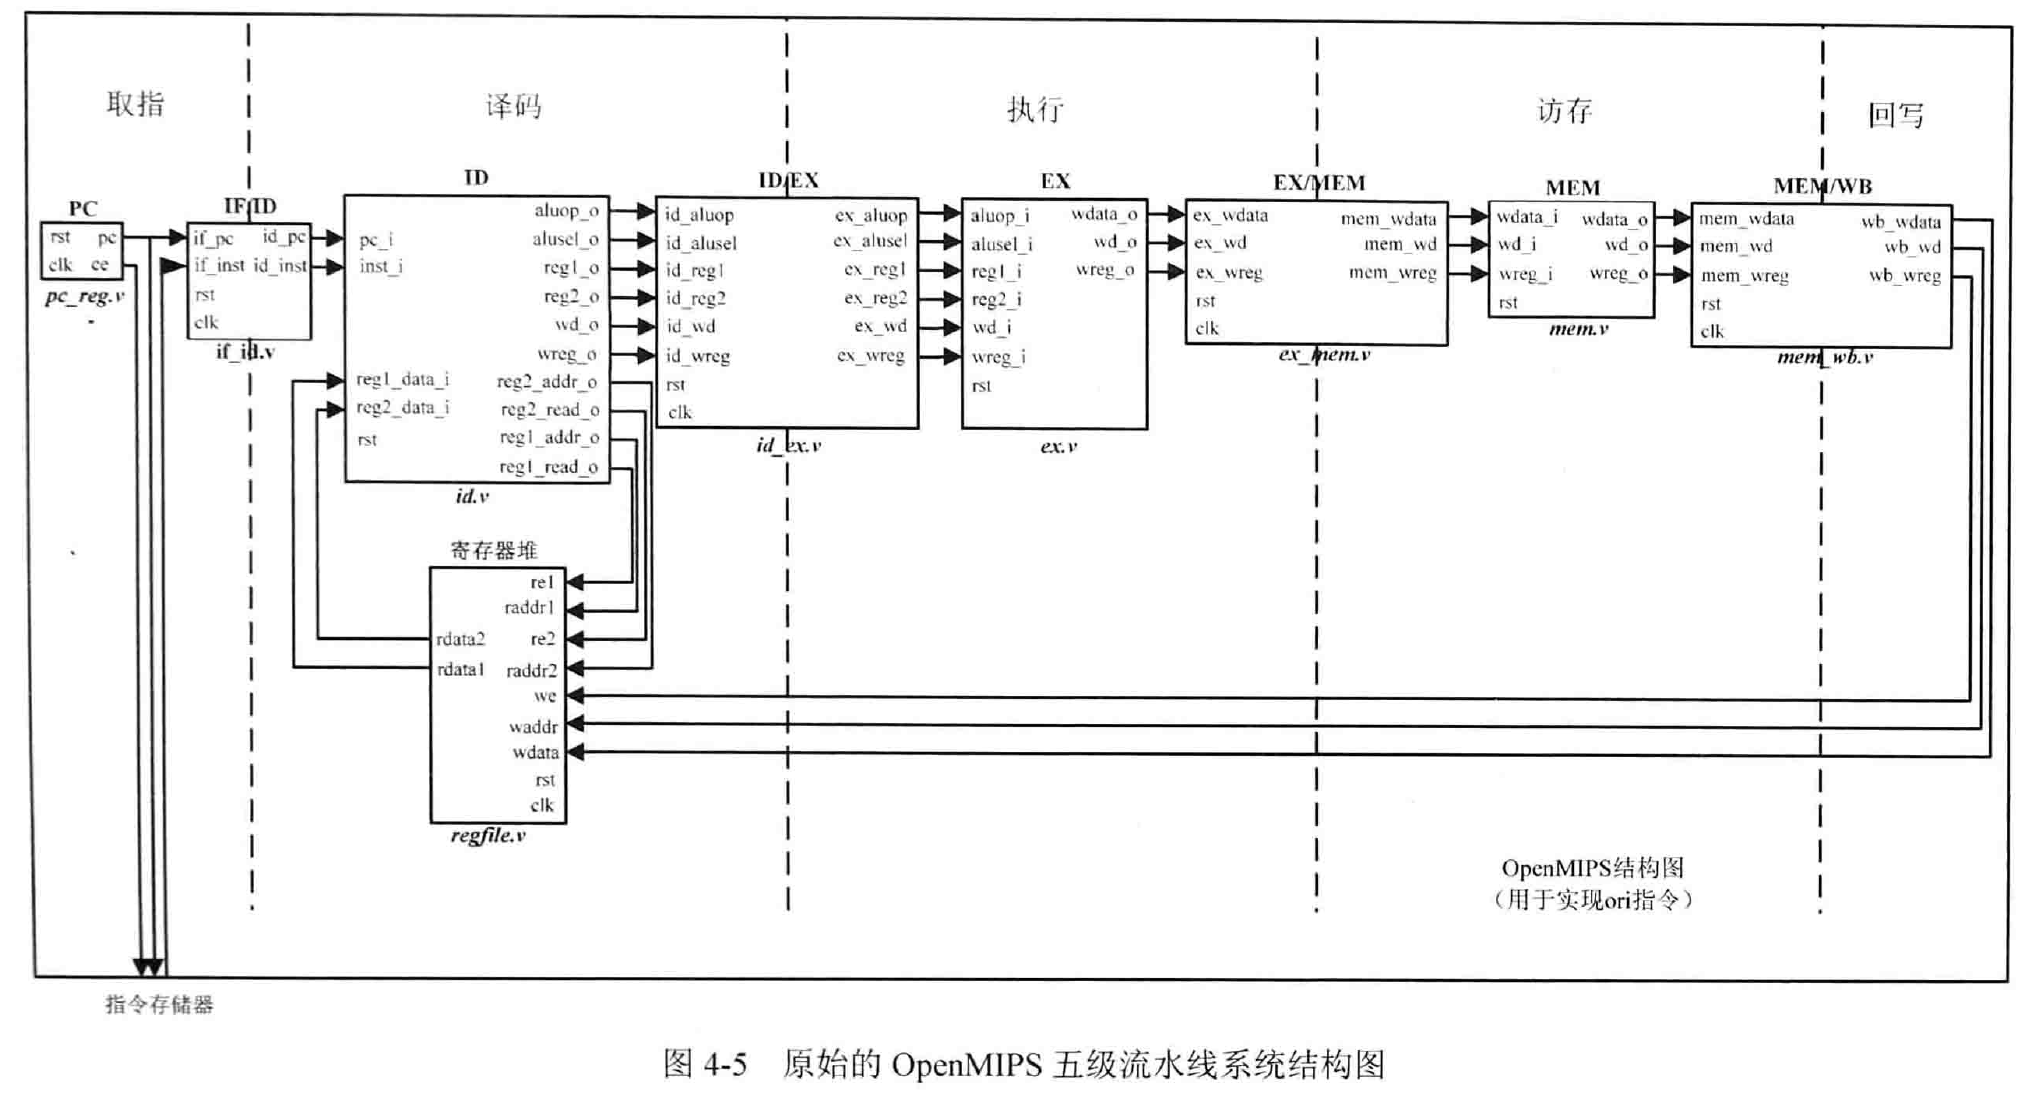 取指
译码
执行
访存
回写
PC
rst pc
clk ce
pc_reg.v
IF/ID
if_pc id_pc
if_inst id_inst
rst
clk
if_id.v
ID
aluop_o
alusel_o
pc_i
inst_i
reg1_o
reg2_o
wd_o
wreg_o
reg1_data_i reg2_addr_o
reg2_data_i reg2_read_o
rst reg1_addr_o
reg1_read_o
id.v
ID/EX
id_aluop ex_aluop
id_alusel ex_alusel
id_reg1 ex_reg1
id_reg2 ex_reg2
id_wd ex_wd
id_wreg ex_wreg
rst
clk
id_ex.v
EX
aluop_i wdata_o
alusel_i wd_o
reg1_i wreg_o
reg2_i
wd_i
wreg_i
rst
ex.v
EX/MEM
ex_wdata mem_wdata
ex_wd mem_wd
ex_wreg mem_wreg
rst
clk
ex_mem.v
MEM
wdata_i wdata_o
wd_i wd_o
wreg_i wreg_o
rst
mem.v
MEM/WB
mem_wdata wb_wdata
mem_wd wb_wd
mem_wreg wb_wreg
rst
clk
mem_wb.v
寄存器堆
re1
raddr1
rdata2 re2
rdata1 raddr2
we
waddr
wdata
rst
clk
regfile.v
OpenMIPS结构图
（用于实现ori指令）
指令存储器
图 4-5 原始的 OpenMIPS 五级流水线系统结构图